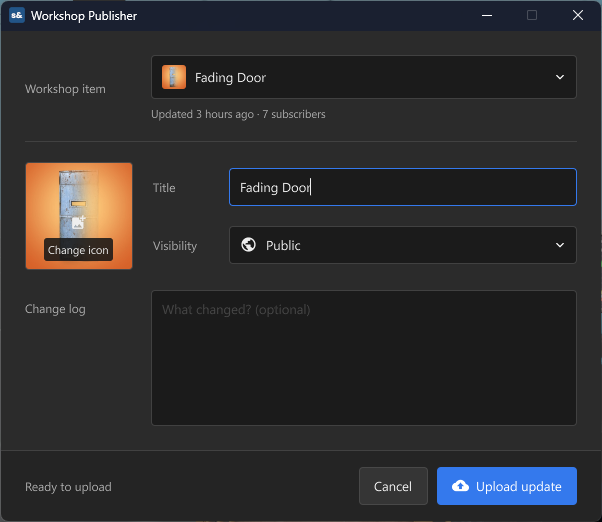 s& Workshop Publisher
Workshop item
Fading Door
Updated 3 hours ago · 7 subscribers
Change icon
Title
Fading Door
Visibility
Public
Change log
What changed? (optional)
Ready to upload
Cancel
Upload update